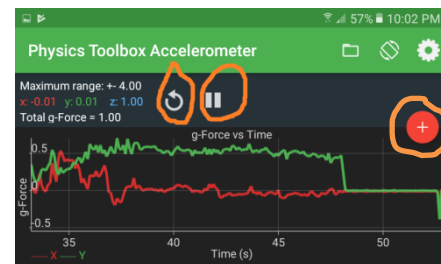 57% 10:02 PM
Physics Toolbox Accelerometer
Maximum range: +- 4.00
x: -0.01 y: 0.01 z: 1.00
Total g-Force = 1.00
g-Force vs Time
g-Force
0.5
0
-0.5
35 40 45 50
X Y Time (s)